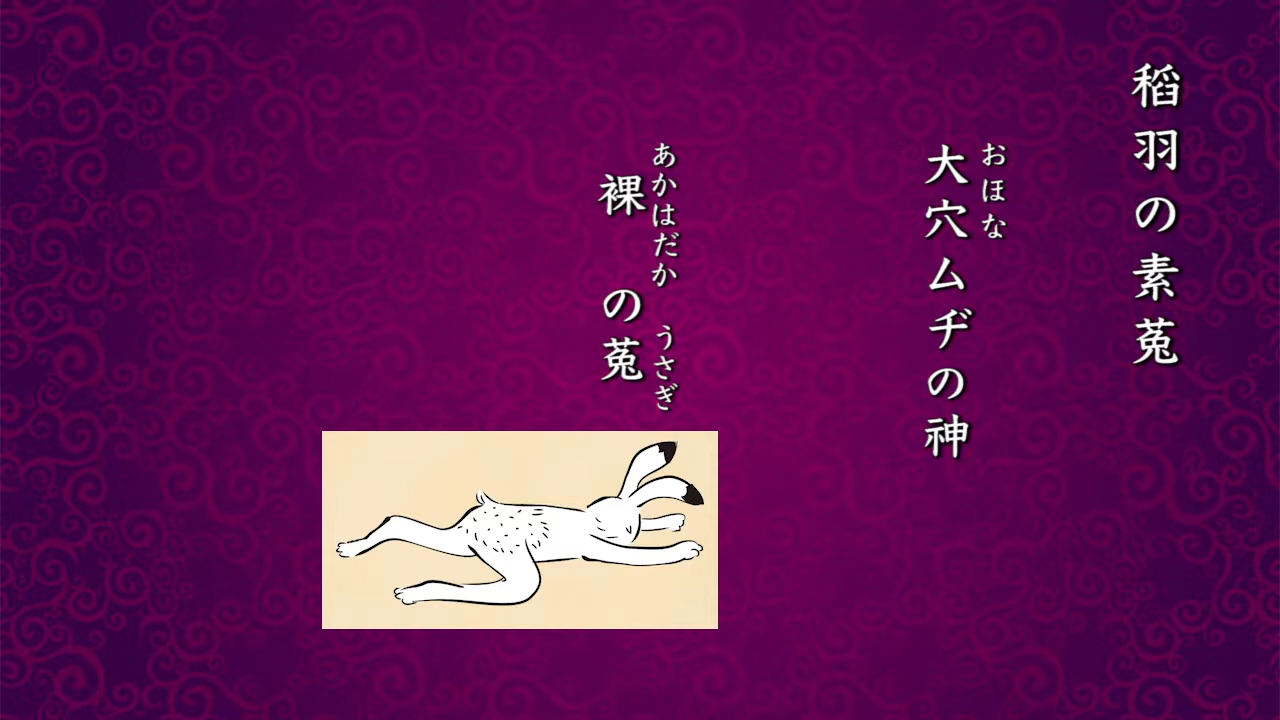 稻羽の素菟
おほな
大穴ムヂの神
あかはだか うさぎ
裸の菟